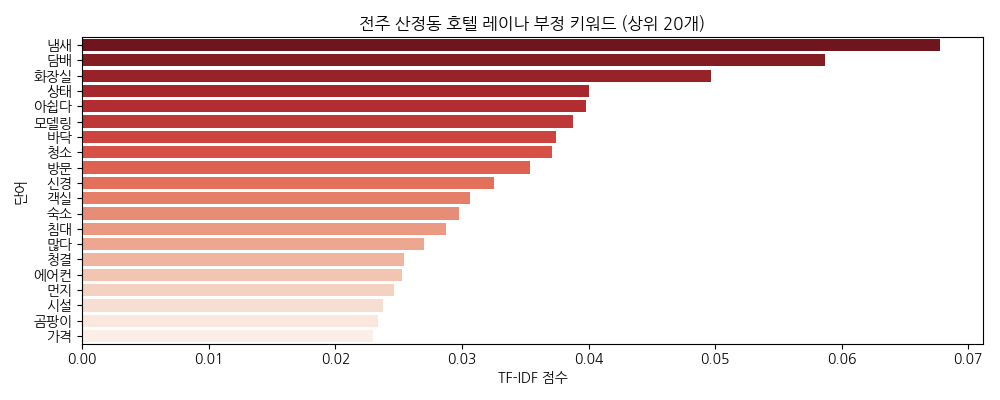 전주 산정동 호텔 레이나 부정 키워드 (상위 20개)
단어
냄새
담배
화장실
상태
아쉽다
모델링
바닥
청소
방문
신경
객실
숙소
침대
많다
청결
에어컨
먼지
시설
곰팡이
가격
0.00 0.01 0.02 0.03 0.04 0.05 0.06 0.07
TF-IDF 점수